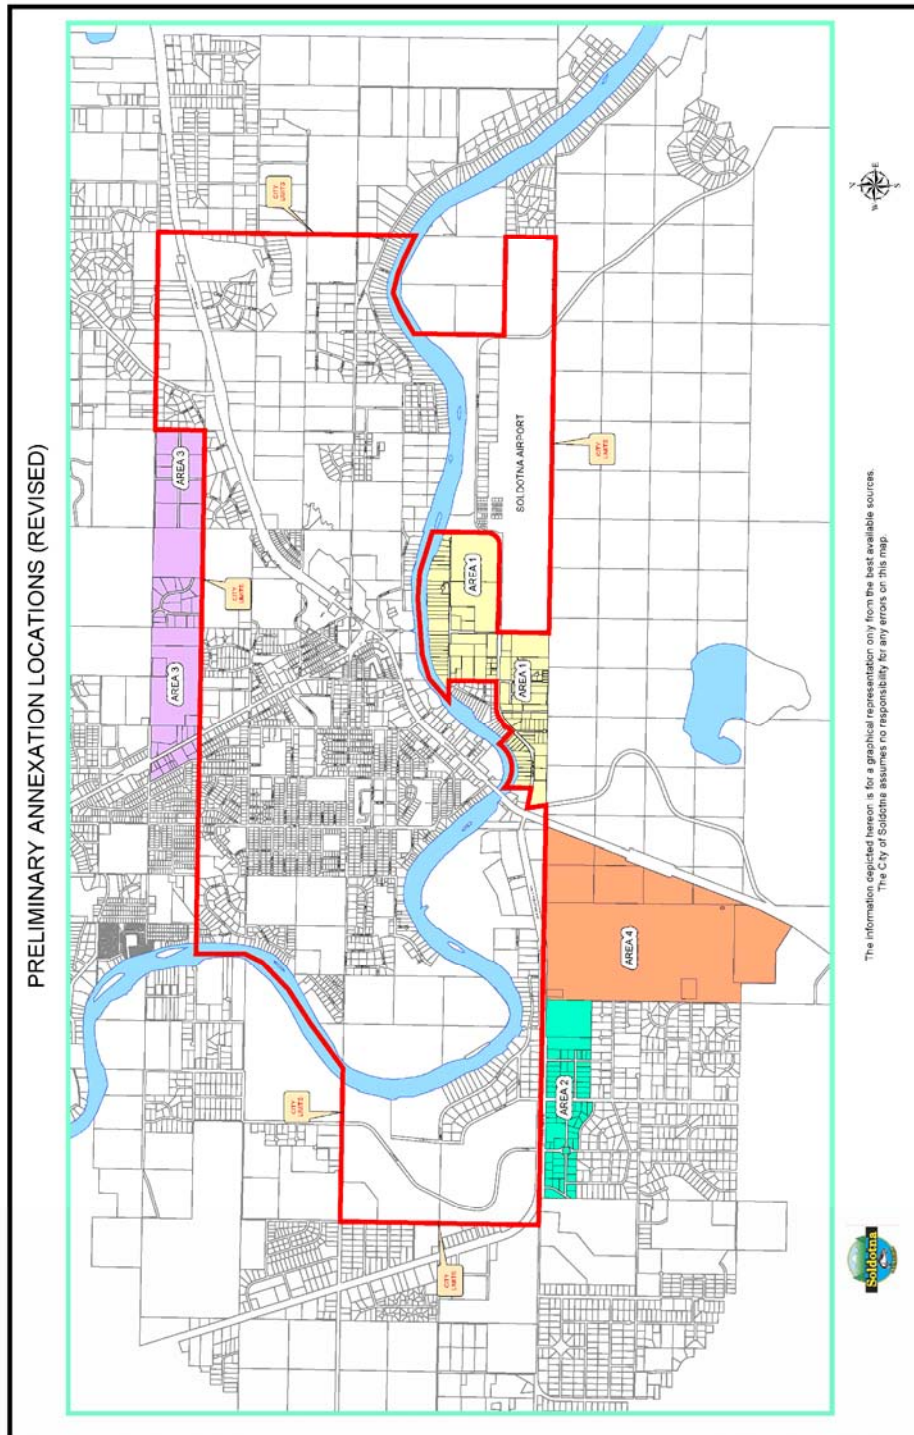 PRELIMINARY ANNEXATION LOCATIONS (REVISED)
CITY
LIMITS
CITY
LIMITS
AREA 3
AREA 3
CITY
LIMITS
SOLDOTNA AIRPORT
CITY
LIMITS
AREA 1
AREA 1
AREA 4
AREA 2
CITY
LIMITS
N
E
S
W
Soldotna
The information depicted hereon is for a graphical representation only from the best available sources.
The City of Soldotna assumes no responsibility for any errors on this map.